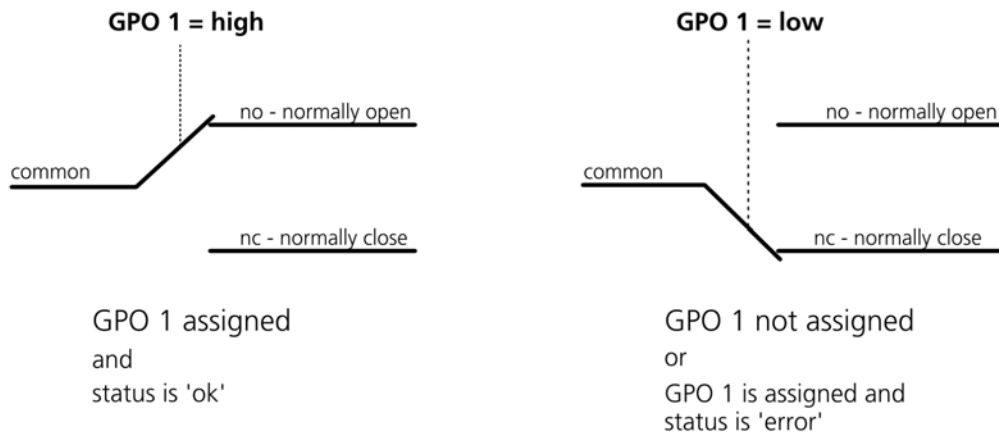 GPO 1 = high
no - normally open
common
nc - normally close
GPO 1 assigned
and
status is 'ok'
GPO 1 = low
no - normally open
common
nc - normally close
GPO 1 not assigned
or
GPO 1 is assigned and
status is 'error'